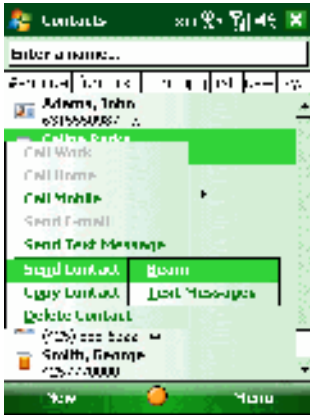 Contacts
Enter a name...
Adams, John
Call Work
Call Home
Call Mobile
Send E-mail
Send Text Message
Send Contact
Beam
Copy Contact
Text Messages
Delete Contact
Smith, George
New
Menu